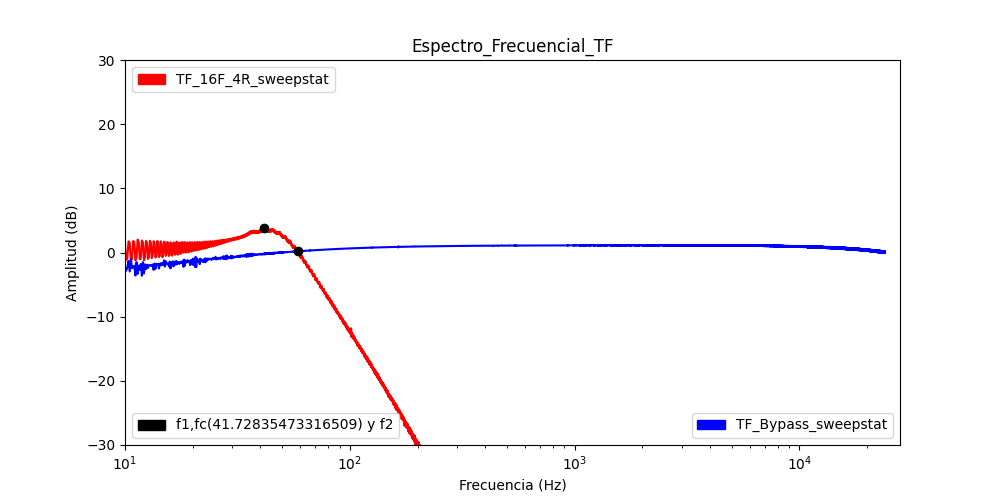 Espectro_Frecuencial_TF
TF_16F_4R_sweepstat
30
20
10
0
−10
−20
−30
Amplitud (dB)
f1,fc(41.72835473316509) y f2
TF_Bypass_sweepstat
10¹
10²
10³
10⁴
Frecuencia (Hz)